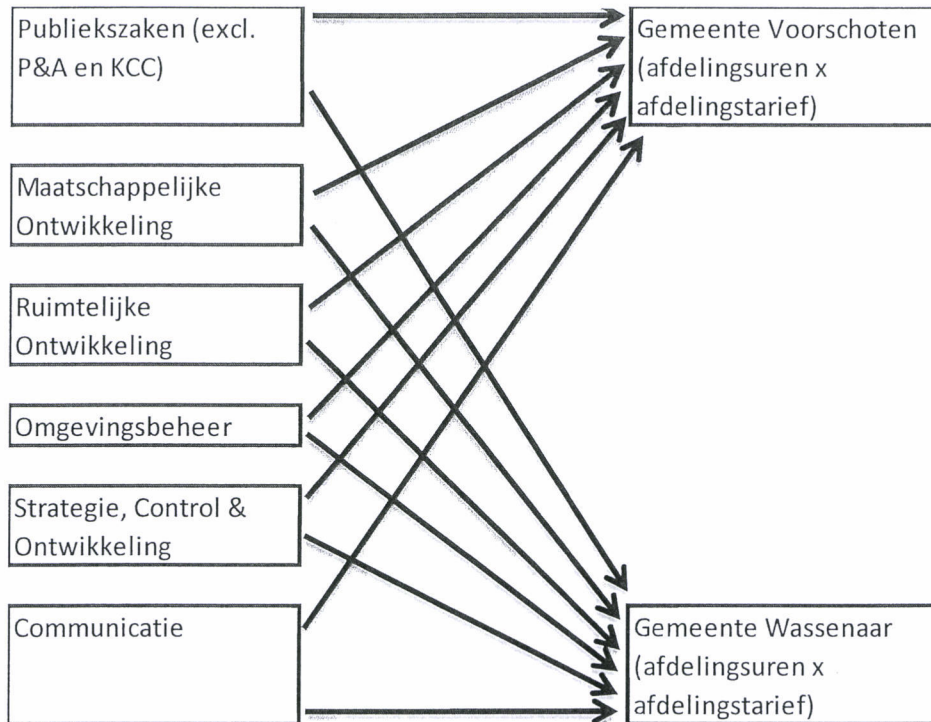 Publiekszaken (excl.
P&A en KCC)
Maatschappelijke
Ontwikkeling
Ruimtelijke
Ontwikkeling
Omgevingsbeheer
Strategie, Control &
Ontwikkeling
Communicatie
Gemeente Voorschoten
(afdelingsuren x
afdelingstarief)
Gemeente Wassenaar
(afdelingsuren x
afdelingstarief)